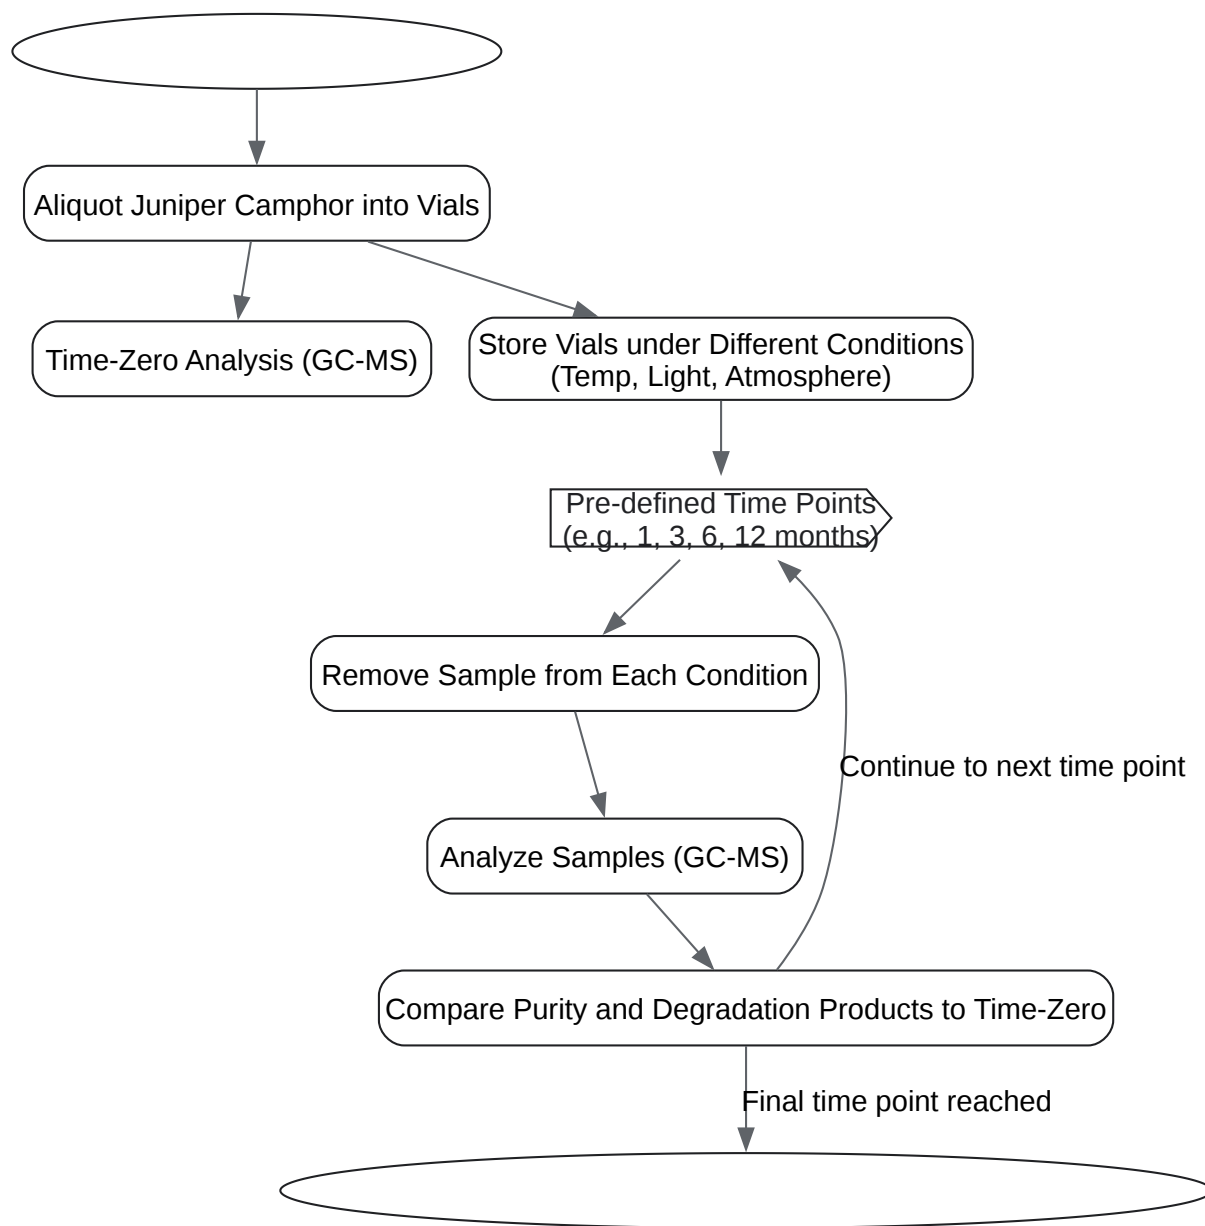 Aliquot Juniper Camphor into Vials
Time-Zero Analysis (GC-MS)
Store Vials under Different Conditions
(Temp, Light, Atmosphere)
Pre-defined Time Points
(e.g., 1, 3, 6, 12 months)
Remove Sample from Each Condition
Continue to next time point
Analyze Samples (GC-MS)
Compare Purity and Degradation Products to Time-Zero
Final time point reached